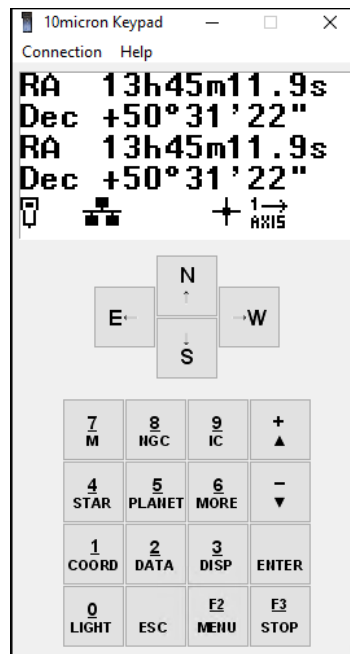 10micron Keypad
Connection Help
RA 13h45m11.9s
Dec +50°31'22"
RA 13h45m11.9s
Dec +50°31'22"
1→
AXIS
N
↑
E← →W
↓
S
7 8 9 +
M NGC IC ▲
4 5 6 −
STAR PLANET MORE ▼
1 2 3
COORD DATA DISP ENTER
0 F2 F3
LIGHT ESC MENU STOP